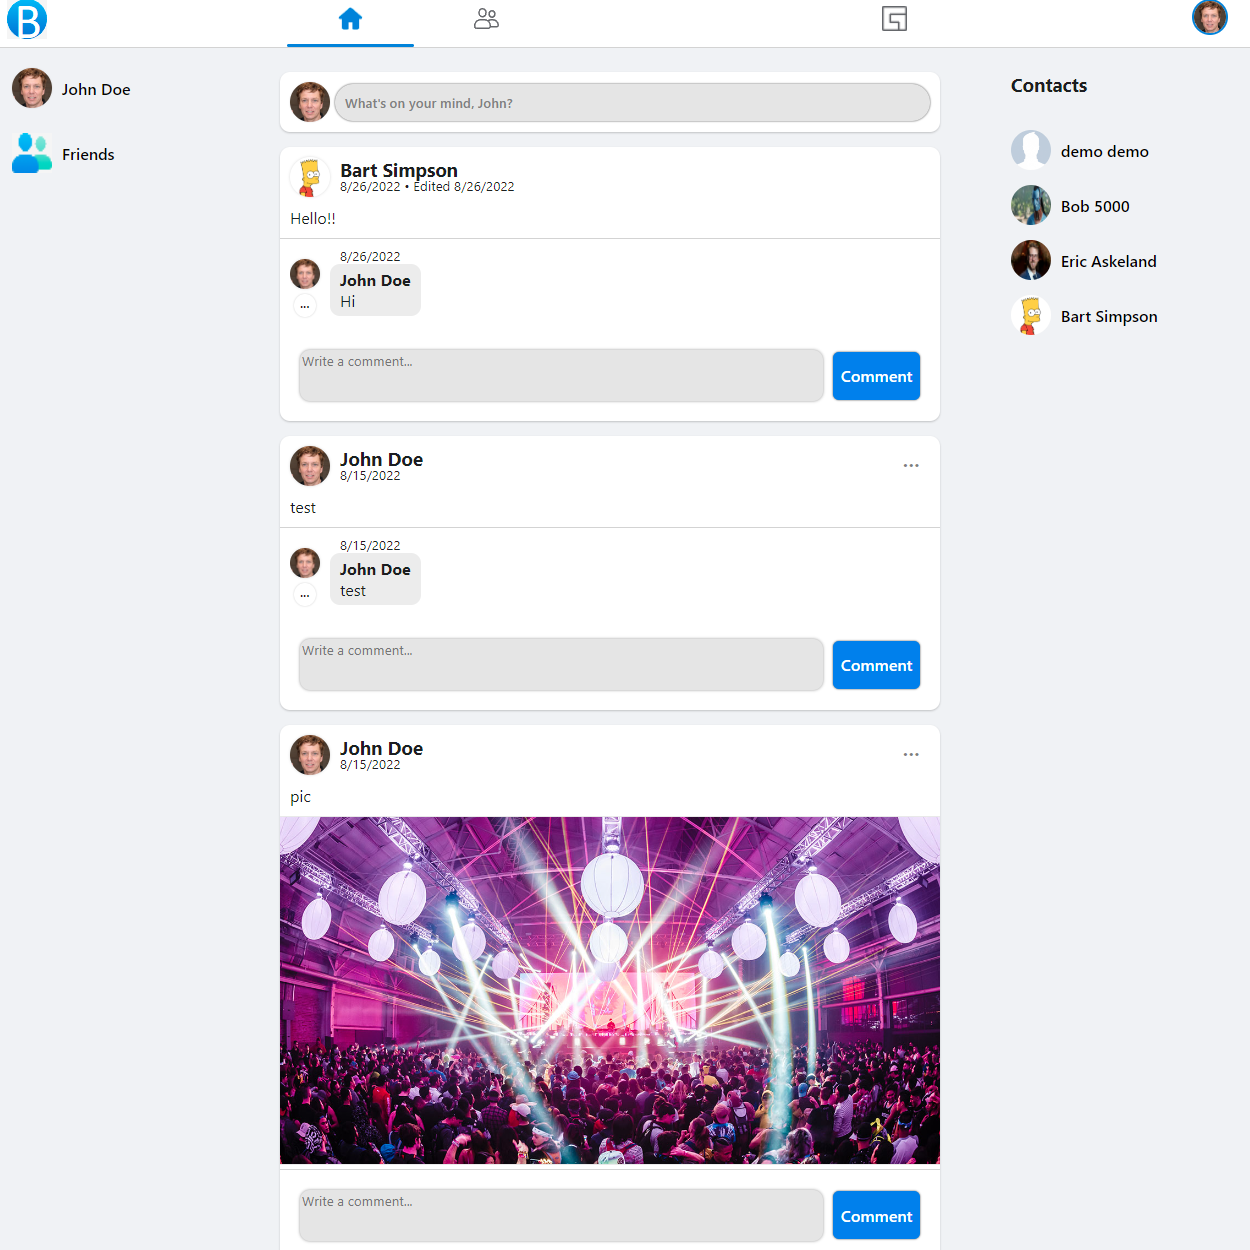 B
John Doe
Friends
What's on your mind, John?
Bart Simpson
8/26/2022 • Edited 8/26/2022
Hello!!
8/26/2022
John Doe
Hi
...
Write a comment...
Comment
John Doe
8/15/2022
test
8/15/2022
John Doe
test
...
Write a comment...
Comment
John Doe
8/15/2022
pic
Write a comment...
Comment
Contacts
demo demo
Bob 5000
Eric Askeland
Bart Simpson